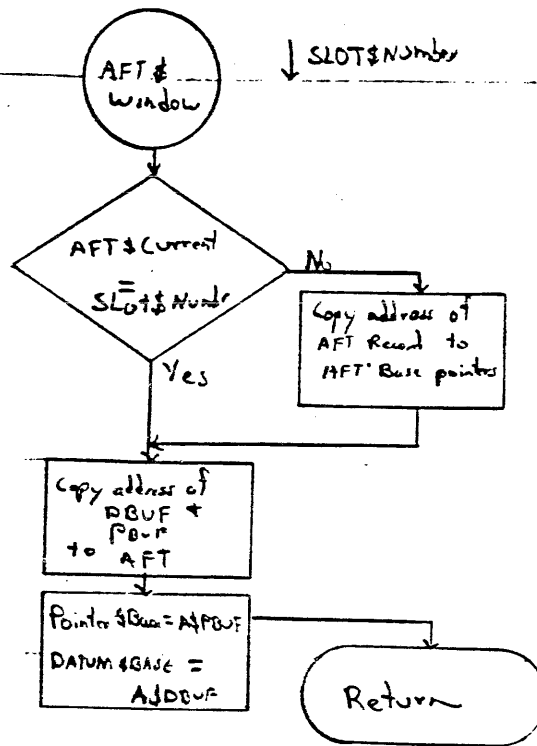 AFT$
Window
↓ SLOT$Number
AFT$Current
=
SLot$Numbr
No
Copy address of
AFT Record to
AFT Base pointers
Yes
Copy address of
DBUF &
PBUF
to AFT
Pointer$Base=A$PBUF
DATUM$BASE =
A$DBUF
Return